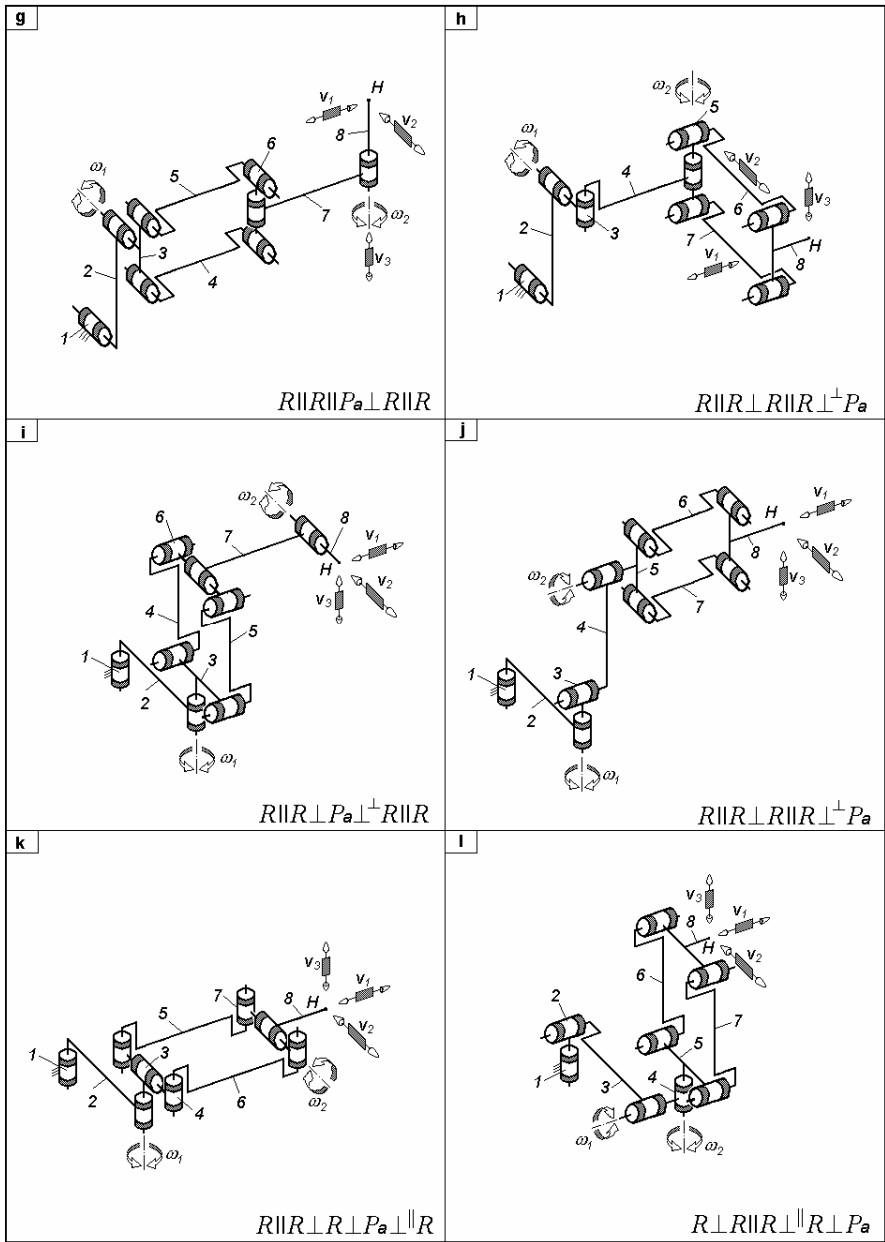 g
H
v1
v2
8
6
5
ω1
7
ω2
3
2
4
v3
1
R||R||Pa⊥R||R
h
ω2
5
ω1
v2
4
v3
6
2
3
7
H
v1
8
1
R||R⊥R||R⊥⊥Pa
i
ω2
6
8
7
v1
H
v2
v3
4
5
1
3
2
ω1
R||R⊥Pa⊥⊥R||R
j
6
v1
H
8
v2
ω2
5
v3
7
4
3
1
2
ω1
R||R⊥R||R⊥⊥Pa
k
v3
7
8
H
v1
5
v2
1
3
2
4
6
ω2
ω1
R||R⊥R⊥Pa⊥||R
l
v3
8
v1
H
v2
6
2
7
5
1
4
3
ω1
ω2
R⊥R||R⊥||R⊥Pa